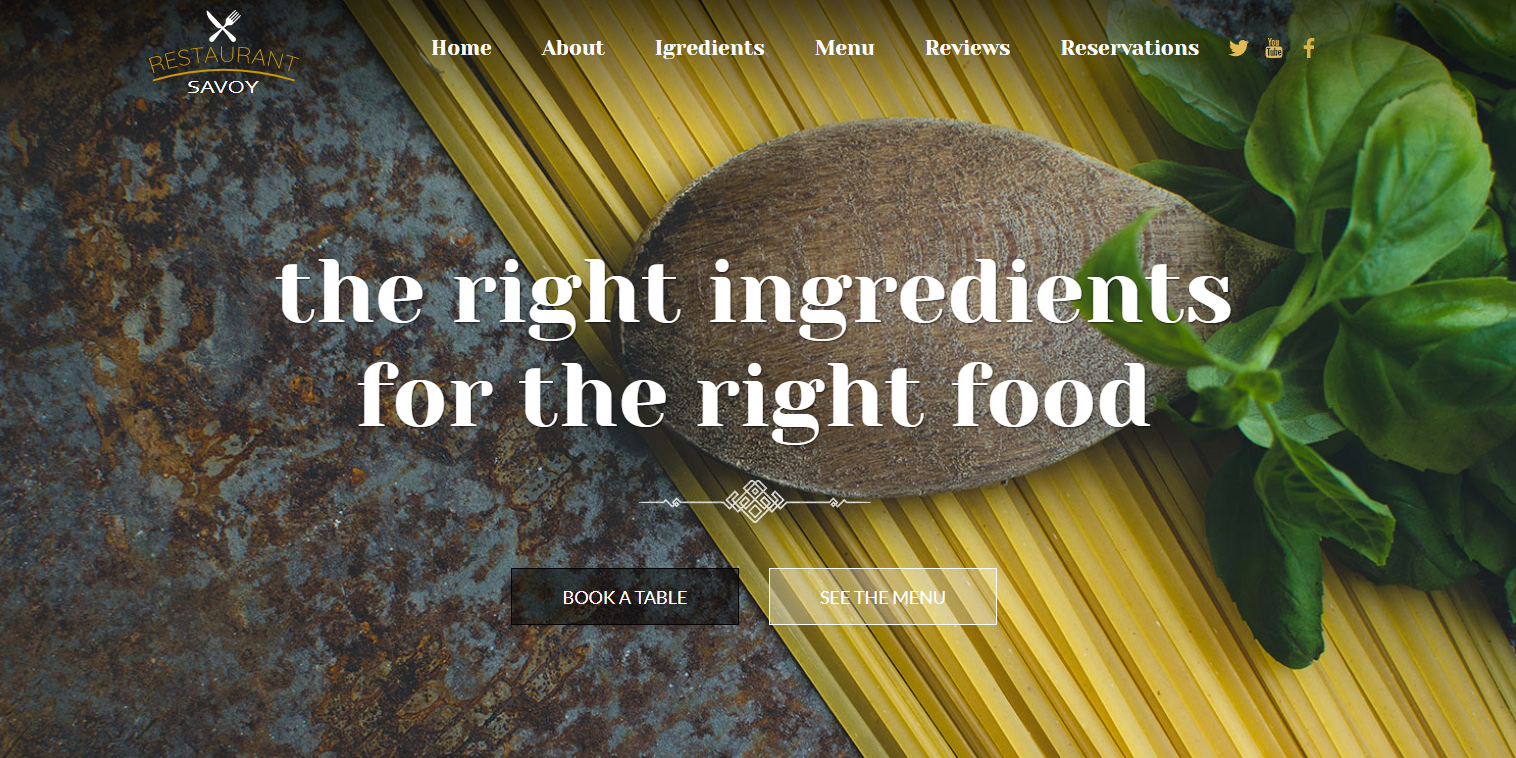 RESTAURANT
SAVOY
Home About Igredients Menu Reviews Reservations You Tube
the right ingredients
for the right food
BOOK A TABLE SEE THE MENU